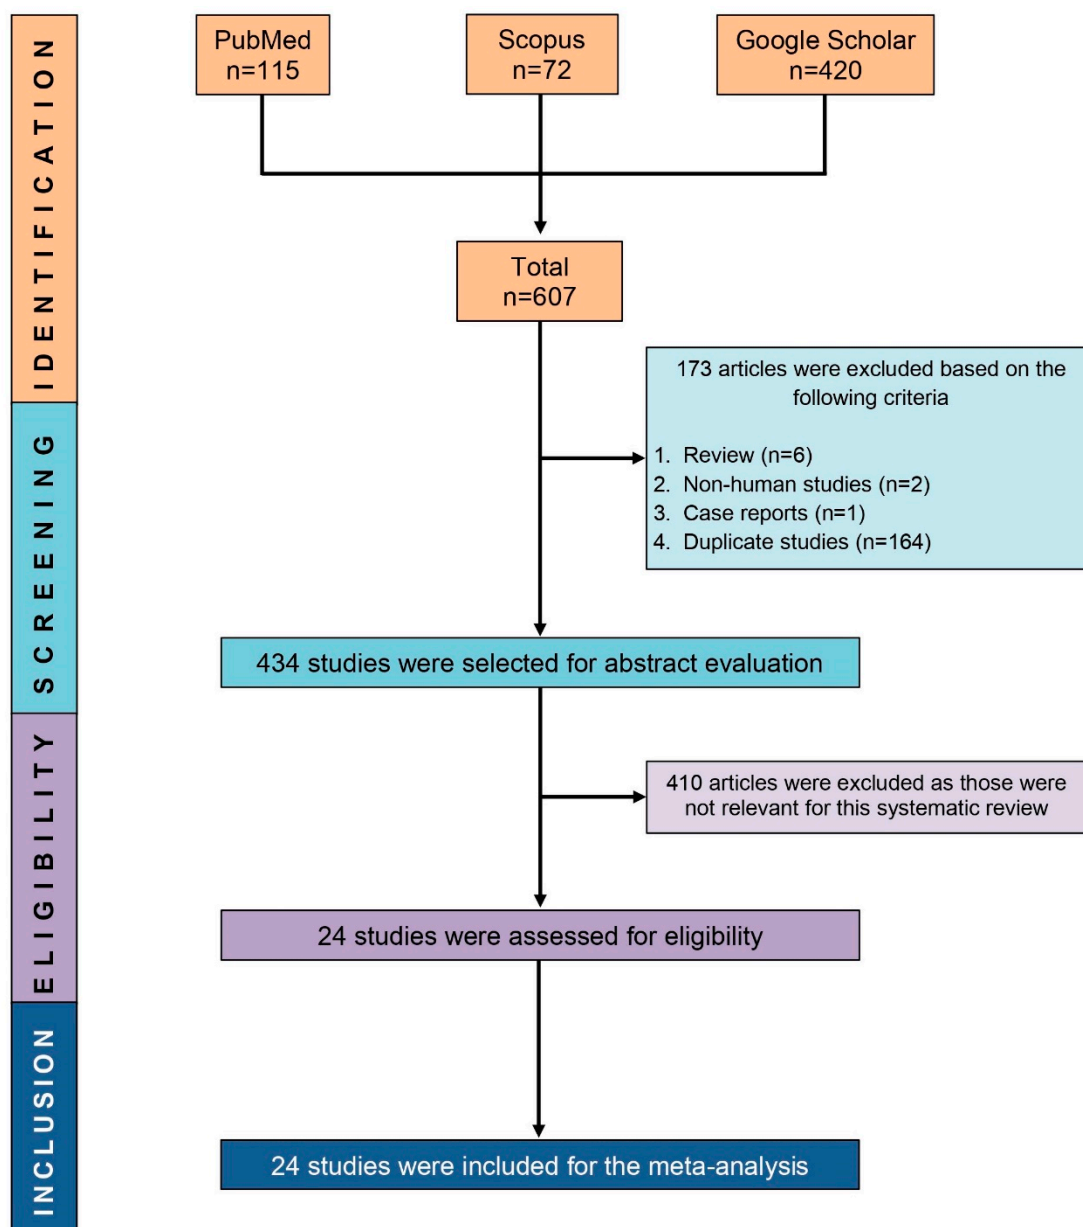 IDENTIFICATION
PubMed
n=115
Scopus
n=72
Google Scholar
n=420
Total
n=607
173 articles were excluded based on the
following criteria
1. Review (n=6)
2. Non-human studies (n=2)
3. Case reports (n=1)
4. Duplicate studies (n=164)
SCREENING
434 studies were selected for abstract evaluation
ELIGIBILITY
410 articles were excluded as those were
not relevant for this systematic review
24 studies were assessed for eligibility
INCLUSION
24 studies were included for the meta-analysis